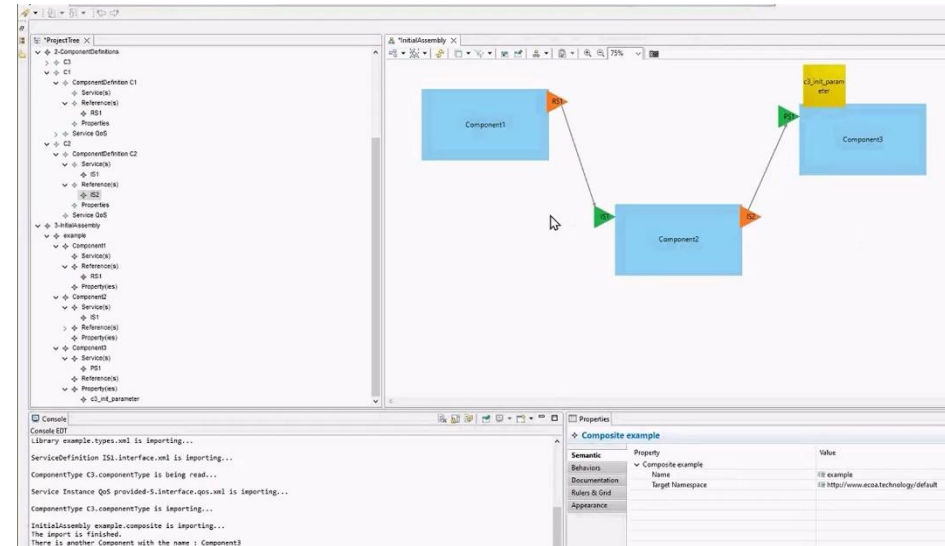 *ProjectTree
2-ComponentDefinitions
C3
C1
ComponentDefinition C1
Service(s)
Reference(s)
RS1
Properties
Service QoS
C2
ComponentDefinition C2
Service(s)
IS1
Reference(s)
IS2
Properties
Service QoS
3-InitialAssembly
example
Component1
Service(s)
Reference(s)
RS1
Property(ies)
Component2
Service(s)
IS1
Reference(s)
Property(ies)
Component3
Service(s)
PS1
Reference(s)
Property(ies)
c3_init_parameter
*InitialAssembly
75%
c3_init_param
eter
RS1
Component1
PS1
Component3
IS1
IS2
Component2
Console
Console EDT
Library example.types.xml is importing...
ServiceDefinition IS1.interface.xml is importing...
ComponentType C3.componentType is being read...
Service Instance QoS provided-S.interface.qos.xml is importing...
ComponentType C3.componentType is importing...
InitialAssembly example.composite is importing...
The import is finished.
There is another Component with the name : Component3
Properties
Composite example
Semantic
Behaviors
Documentation
Rulers & Grid
Appearance
Property Value
Composite example
Name example
Target Namespace http://www.ecoa.technology/default